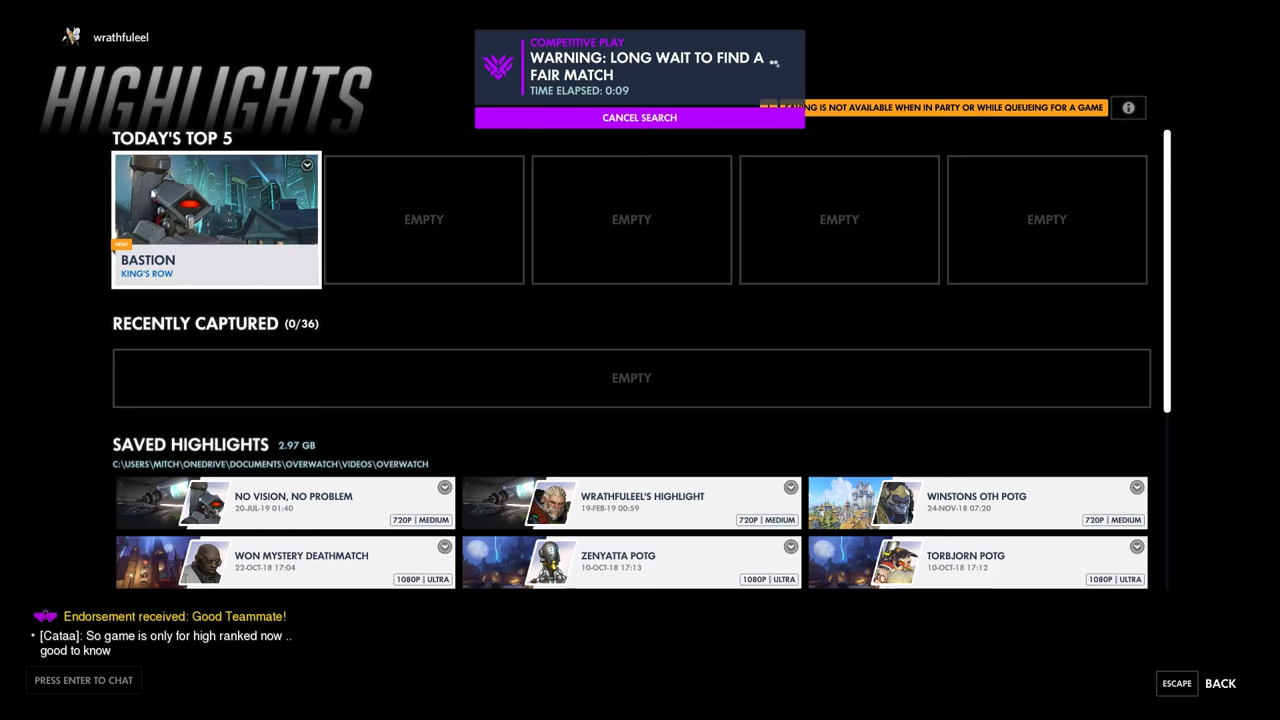 wrathfuleel
HIGHLIGHTS
COMPETITIVE PLAY
WARNING: LONG WAIT TO FIND A
FAIR MATCH
TIME ELAPSED: 0:09
CANCEL SEARCH
IS NOT AVAILABLE WHEN IN PARTY OR WHILE QUEUEING FOR A GAME
TODAY'S TOP 5
NEW!
BASTION
KING'S ROW
EMPTY
EMPTY
EMPTY
EMPTY
RECENTLY CAPTURED (0/36)
EMPTY
SAVED HIGHLIGHTS 2.97 GB
C:\USERS\MITCH\ONEDRIVE\DOCUMENTS\OVERWATCH\VIDEOS\OVERWATCH
NO VISION, NO PROBLEM
20-JUL-19 01:40
720P | MEDIUM
WRATHFULEEL'S HIGHLIGHT
19-FEB-19 00:59
720P | MEDIUM
WINSTONS OTH POTG
24-NOV-18 07:20
720P | MEDIUM
WON MYSTERY DEATHMATCH
22-OCT-18 17:04
1080P | ULTRA
ZENYATTA POTG
10-OCT-18 17:13
1080P | ULTRA
TORBJORN POTG
10-OCT-18 17:12
1080P | ULTRA
Endorsement received: Good Teammate!
• [Cataa]: So game is only for high ranked now ..
good to know
PRESS ENTER TO CHAT
ESCAPE BACK